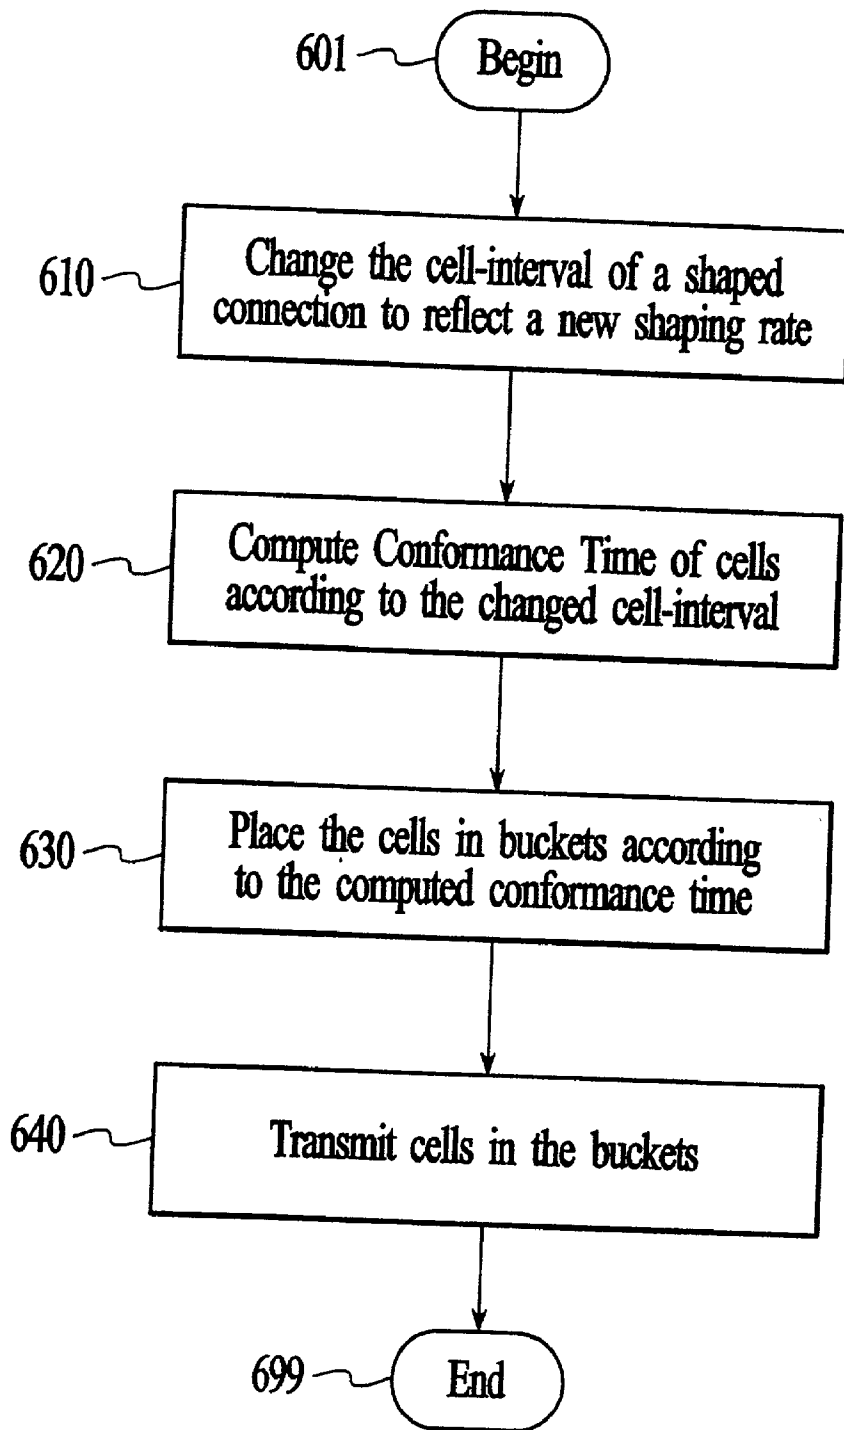 601
Begin
610
Change the cell-interval of a shaped
connection to reflect a new shaping rate
620
Compute Conformance Time of cells
according to the changed cell-interval
630
Place the cells in buckets according
to the computed conformance time
640
Transmit cells in the buckets
699
End